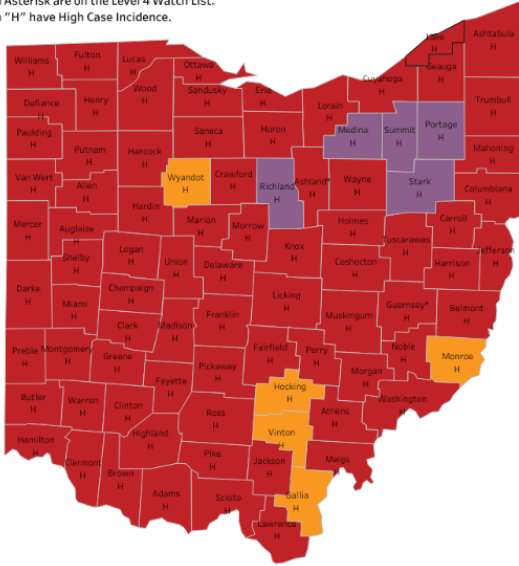 Asterisk are on the Level 4 Watch List.
"H" have High Case Incidence.
Ashtabula
H
Lake
H
Geauga
H
Williams
H
Fulton
H
Lucas
H
Ottawa
H
Cuyahoga
H
Wood
H
Sandusky
H
Erie
H
Lorain
H
Trumbull
H
Defiance
H
Henry
H
Paulding
H
Seneca
H
Huron
H
Medina
H
Summit
H
Portage
H
Mahoning
H
Putnam
H
Hancock
H
Van Wert
H
Allen
H
Wyandot
H
Crawford
H
Richland
H
Ashland*
H
Wayne
H
Stark
H
Columbiana
H
Hardin
H
Marion
H
Morrow
H
Mercer
H
Auglaize
H
Holmes
H
Carroll
H
Tuscarawas
H
Jefferson
H
Shelby
H
Logan
H
Union
H
Delaware
H
Knox
H
Coshocton
H
Harrison
H
Darke
H
Champaign
H
Miami
H
Licking
H
Guernsey*
H
Belmont
H
Clark
H
Madison
H
Franklin
H
Muskingum
H
Preble
H
Montgomery
H
Greene
H
Fairfield
H
Perry
H
Noble
H
Monroe
H
Pickaway
H
Morgan
H
Fayette
H
Hocking
H
Butler
H
Warren
H
Clinton
H
Ross
H
Athens
H
Washington
H
Vinton
H
Hamilton
H
Highland
H
Pike
H
Jackson
H
Meigs
H
Clermont
H
Brown
H
Adams
H
Scioto
H
Gallia
H
Lawrence
H